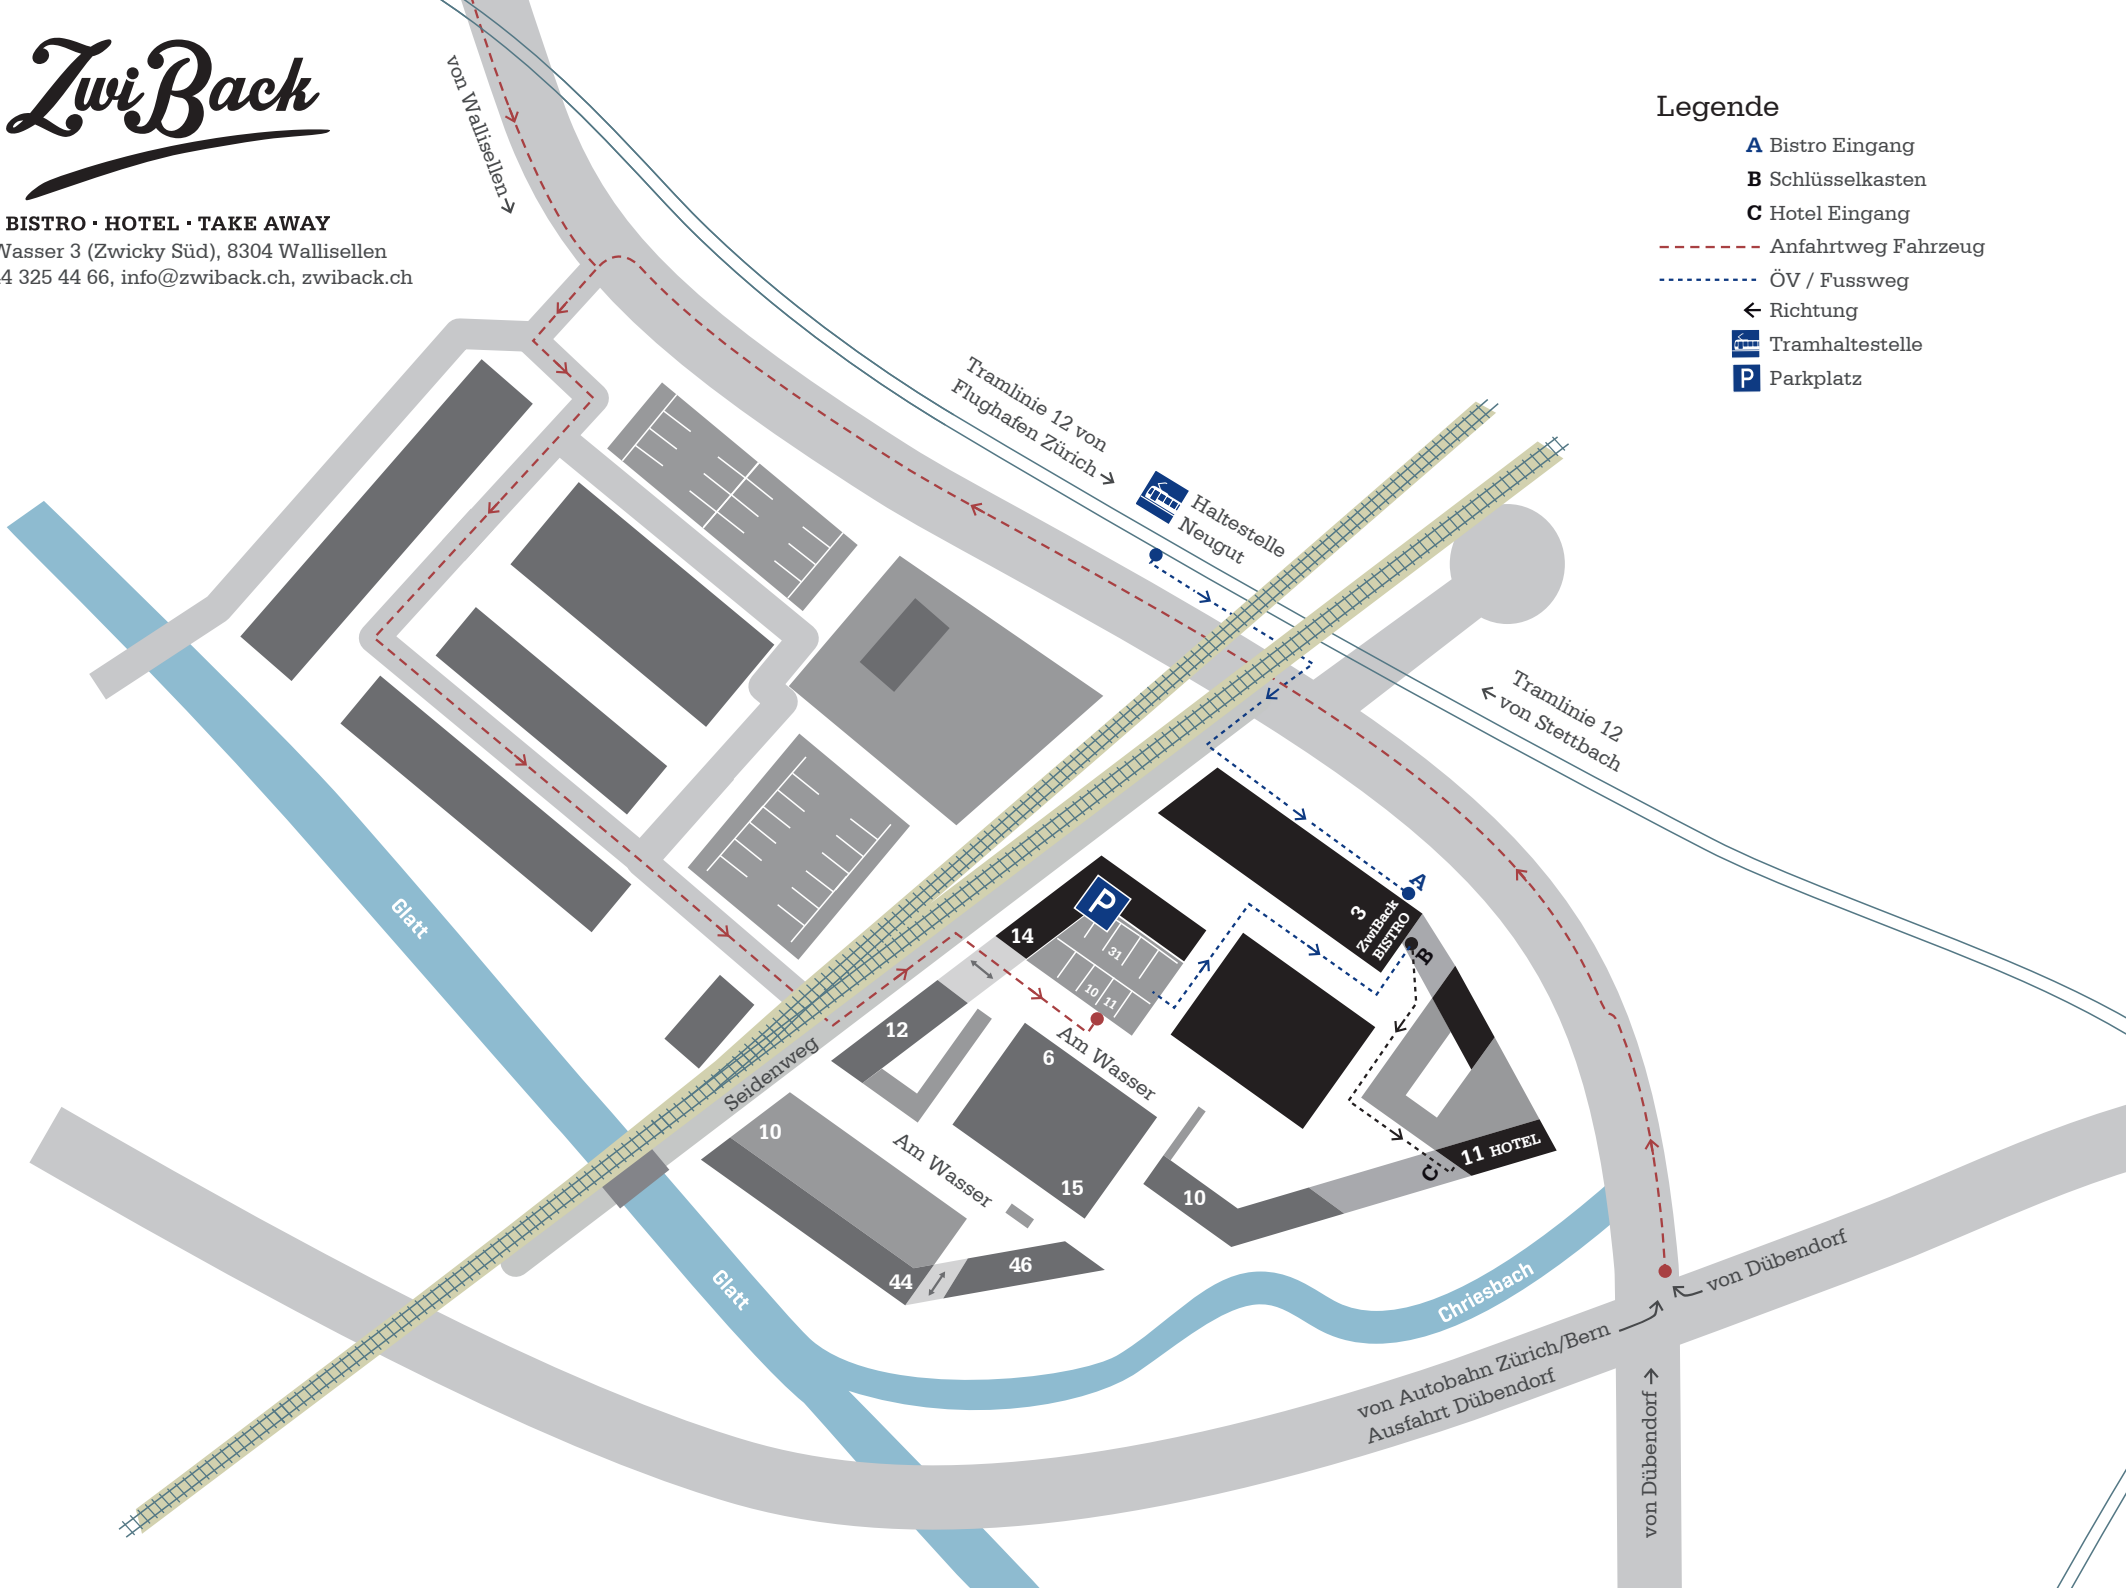 ZwiBack
BISTRO · HOTEL · TAKE AWAY
Wasser 3 (Zwicky Süd), 8304 Wallisellen
4 325 44 66, info@zwiback.ch, zwiback.ch
von Wallisellen →
Legende
A Bistro Eingang
B Schlüsselkasten
C Hotel Eingang
Anfahrtweg Fahrzeug
ÖV / Fussweg
← Richtung
Tramhaltestelle
P Parkplatz
Tramlinie 12 von
Flughafen Zürich →
Haltestelle
Neugut
Tramlinie 12
← von Stettbach
Glatt
A
3
ZwiBack
BISTRO
B
P
14
31
10 11
12
Am Wasser
6
Seidenweg
10
Am Wasser
15
10
11 HOTEL
C
44
46
Glatt
Chriesbach
von Dübendorf
von Autobahn Zürich/Bern
Ausfahrt Dübendorf
von Dübendorf →